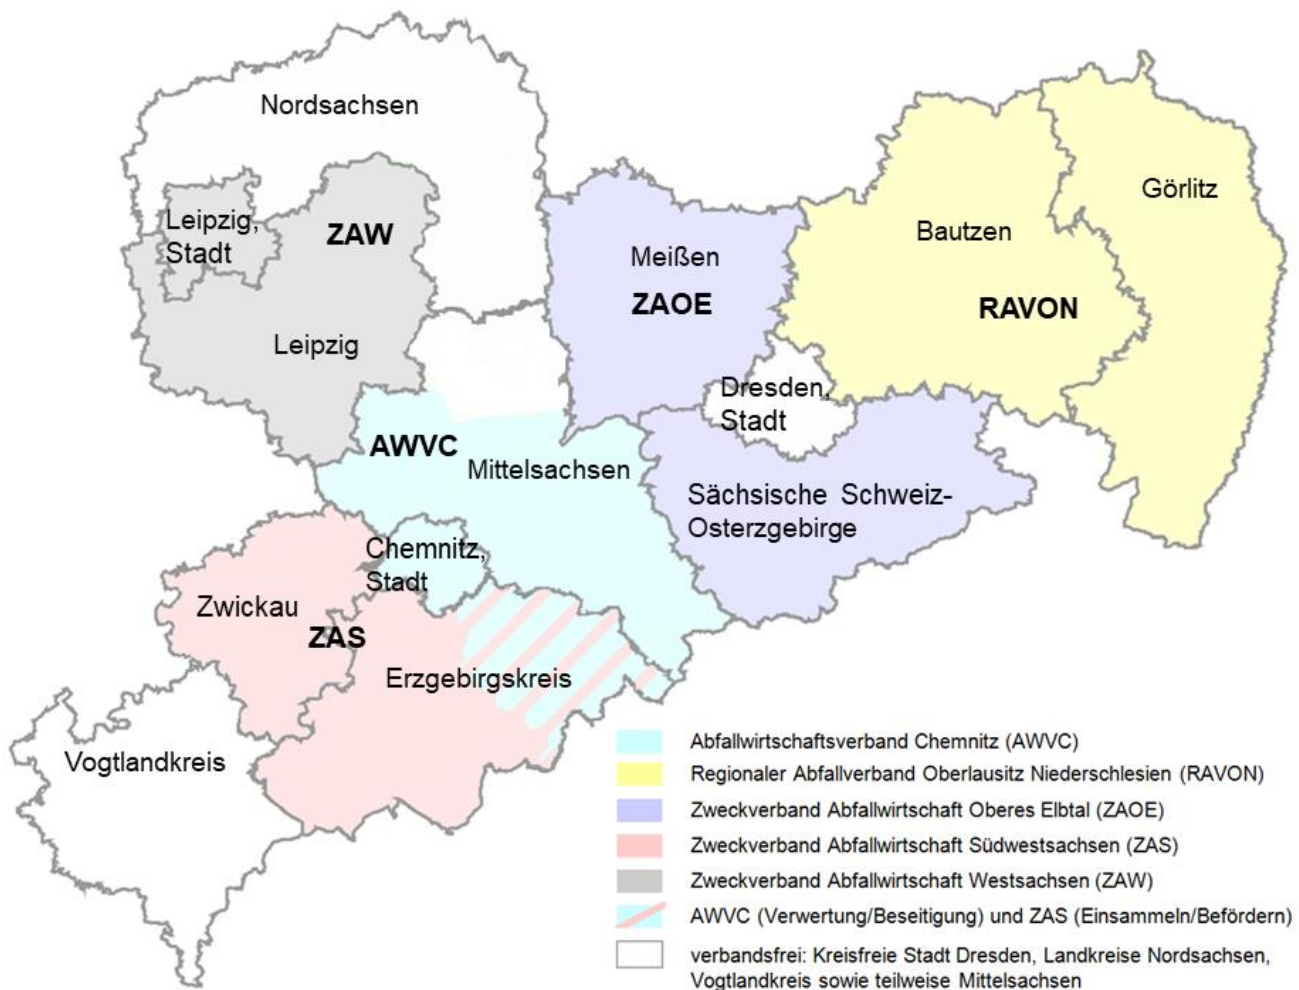 Nordsachsen
Görlitz
Leipzig,
Stadt
ZAW
Bautzen
Meißen
ZAOE
RAVON
Leipzig
Dresden,
Stadt
AWVC
Mittelsachsen
Sächsische Schweiz-
Osterzgebirge
Chemnitz,
Stadt
Zwickau
ZAS
Erzgebirgskreis
Vogtlandkreis
Abfallwirtschaftsverband Chemnitz (AWVC)
Regionaler Abfallverband Oberlausitz Niederschlesien (RAVON)
Zweckverband Abfallwirtschaft Oberes Elbtal (ZAOE)
Zweckverband Abfallwirtschaft Südwestsachsen (ZAS)
Zweckverband Abfallwirtschaft Westsachsen (ZAW)
AWVC (Verwertung/Beseitigung) und ZAS (Einsammeln/Befördern)
verbandsfrei: Kreisfreie Stadt Dresden, Landkreise Nordsachsen,
Vogtlandkreis sowie teilweise Mittelsachsen